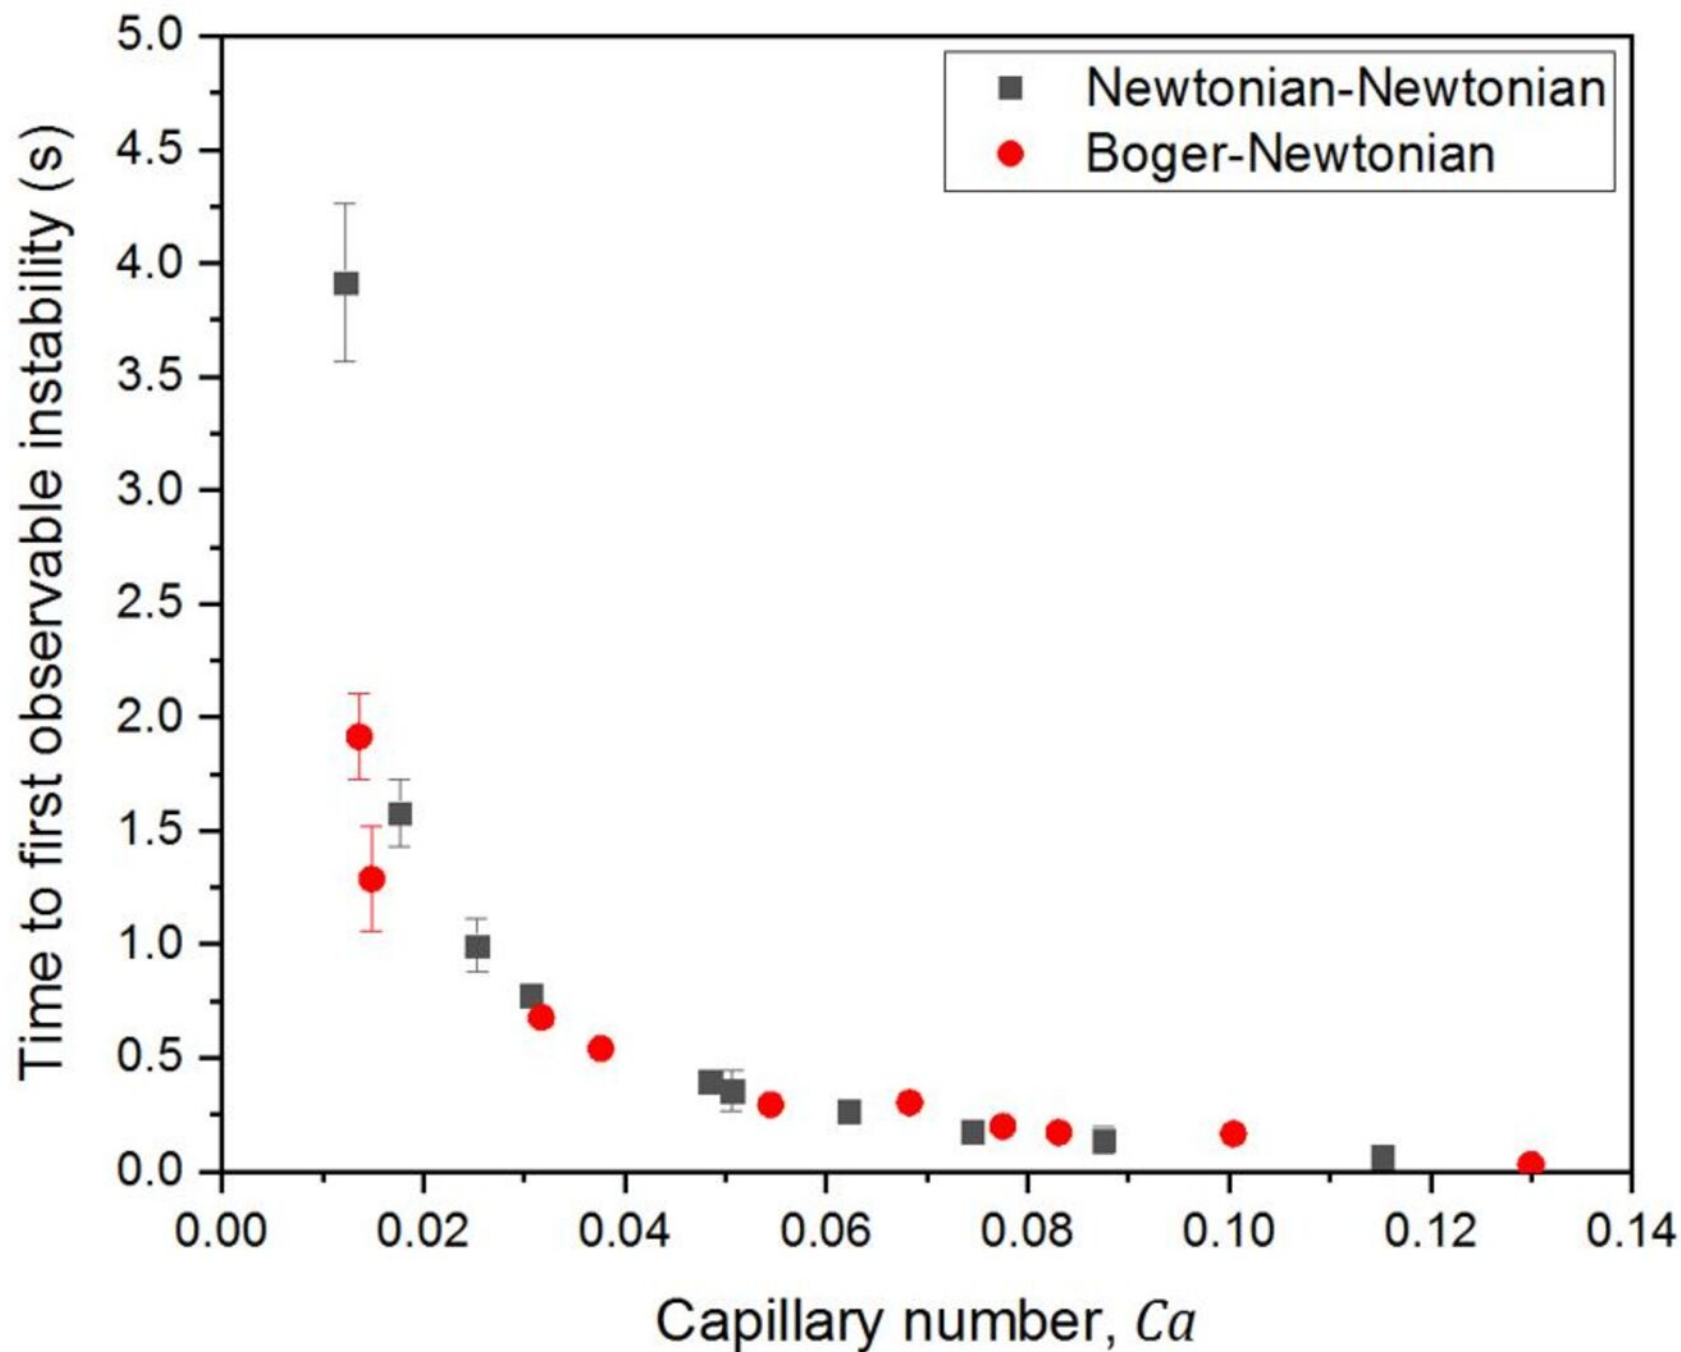 Newtonian-Newtonian
Boger-Newtonian
Time to first observable instability (s)
5.0
4.5
4.0
3.5
3.0
2.5
2.0
1.5
1.0
0.5
0.0
0.00 0.02 0.04 0.06 0.08 0.10 0.12 0.14
Capillary number, Ca